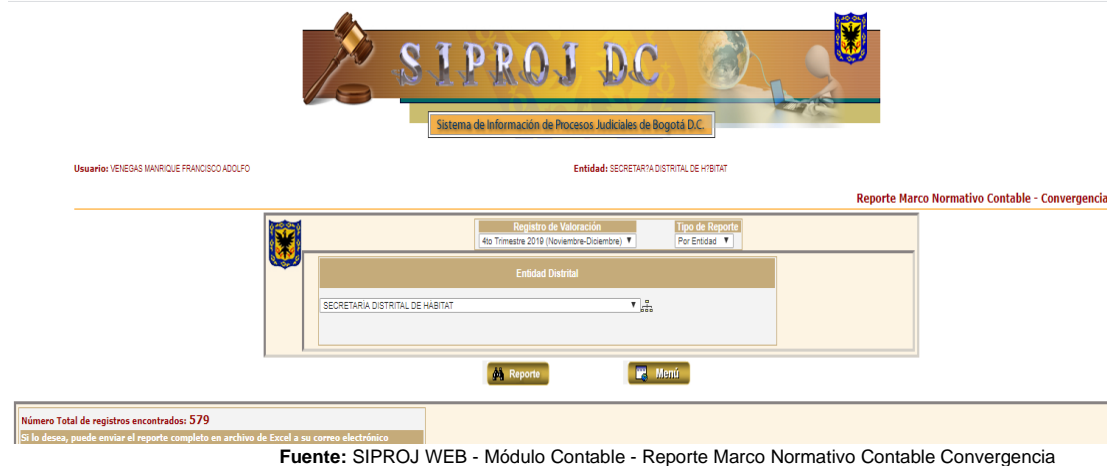 SIPROJ DC
Sistema de Información de Procesos Judiciales de Bogotá D.C.
Usuario: VENEGAS MANRIQUE FRANCISCO ADOLFO Entidad: SECRETAR?A DISTRITAL DE H?BITAT
Reporte Marco Normativo Contable - Convergencia
Registro de Valoración Tipo de Reporte
4to Trimestre 2019 (Noviembre-Diciembre) Por Entidad
Entidad Distrital
SECRETARÍA DISTRITAL DE HÁBITAT
Reporte Menú
Número Total de registros encontrados: 579
Si lo desea, puede enviar el reporte completo en archivo de Excel a su correo electrónico
Fuente: SIPROJ WEB - Módulo Contable - Reporte Marco Normativo Contable Convergencia